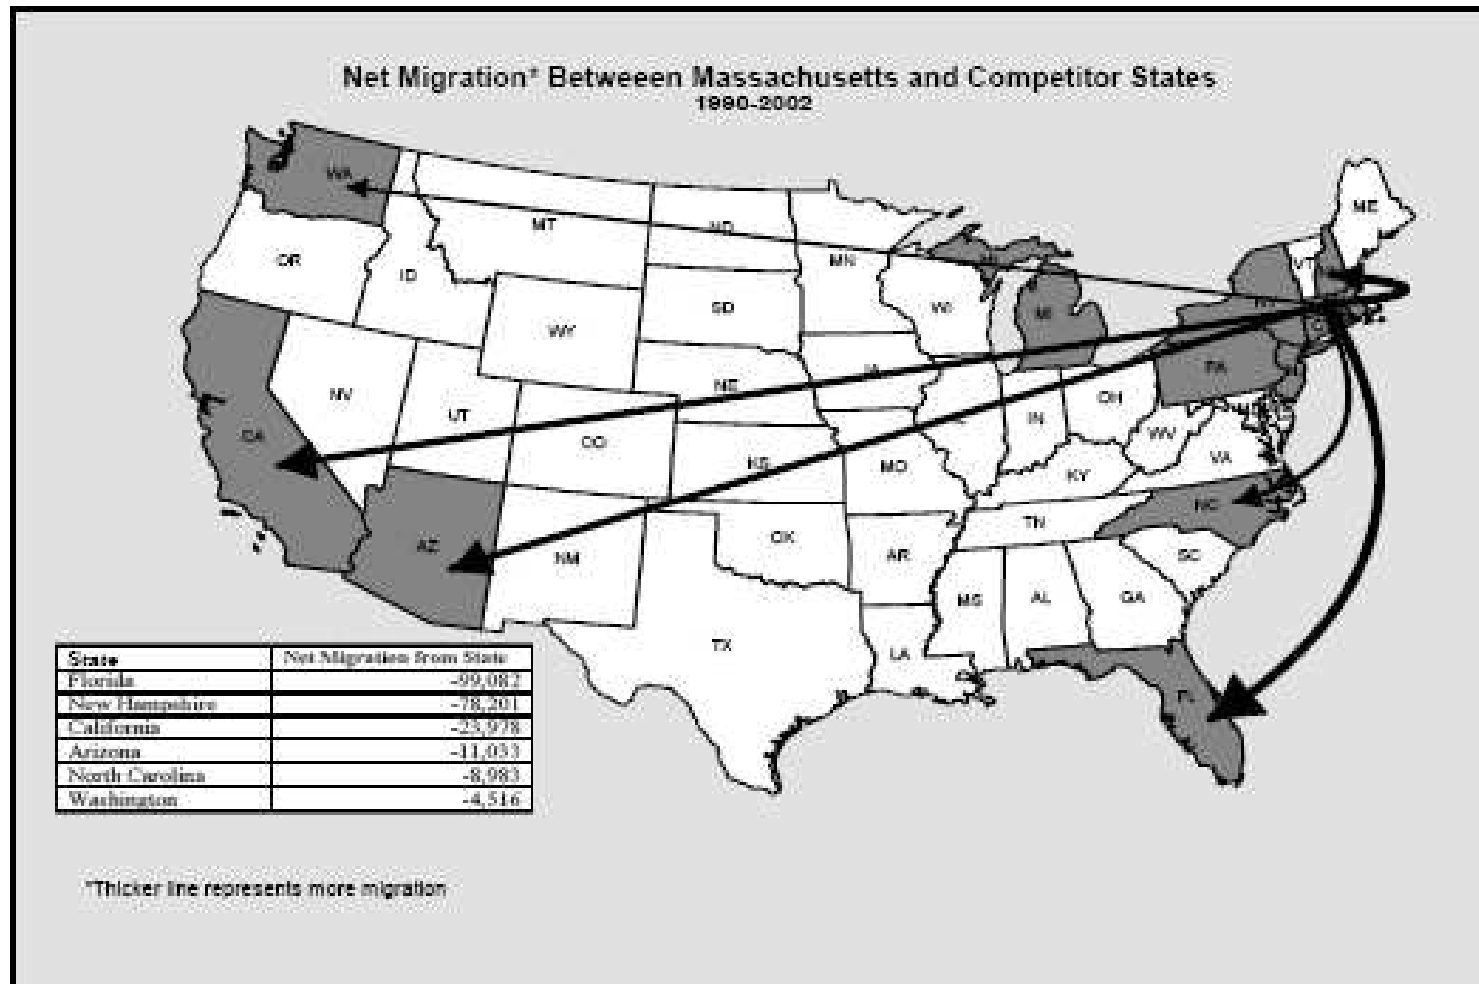 Net Migration* Betweeen Massachusetts and Competitor States
1990-2002
WA
ME
MT
ND
OR
ID
MN
VT
WI
SD
MI
WY
IA
PA
NE
NV
UT
OH
IN
CA
CO
WV
KS
MO
VA
KY
NC
TN
AZ
OK
NM
AR
SC
MS
AL
GA
TX
LA
FL
State Net Migration from State
Florida -99,082
New Hampshire -78,201
California -23,978
Arizona -11,033
North Carolina -8,983
Washington -4,516
*Thicker line represents more migration